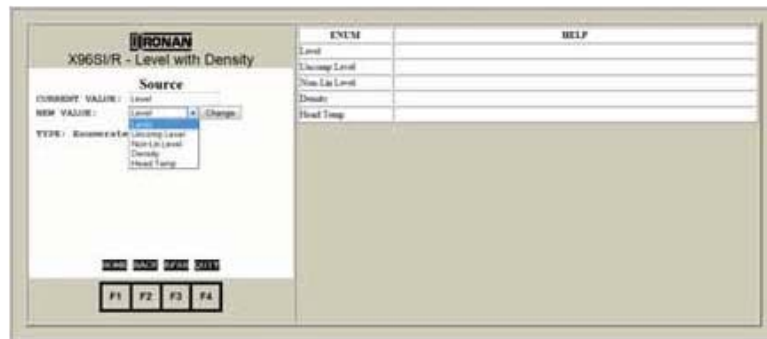 RONAN
X96SI/R - Level with Density
Source
CURRENT VALUE: Level
NEW VALUE: Level Change
TYPE: Enumerate
Level
Uncomp Level
Non-Lin Level
Density
Head Temp
HOME BACK QUIT
F1 F2 F3 F4
ENUM HELP
Level
Uncomp Level
Non-Lin Level
Density
Head Temp